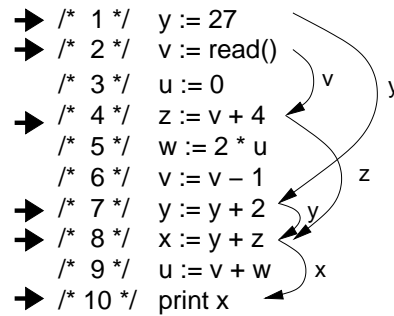 /* 1 */ y := 27
/* 2 */ v := read()
/* 3 */ u := 0
v
y
/* 4 */ z := v + 4
/* 5 */ w := 2 * u
/* 6 */ v := v – 1
z
/* 7 */ y := y + 2
y
/* 8 */ x := y + z
/* 9 */ u := v + w
x
/* 10 */ print x